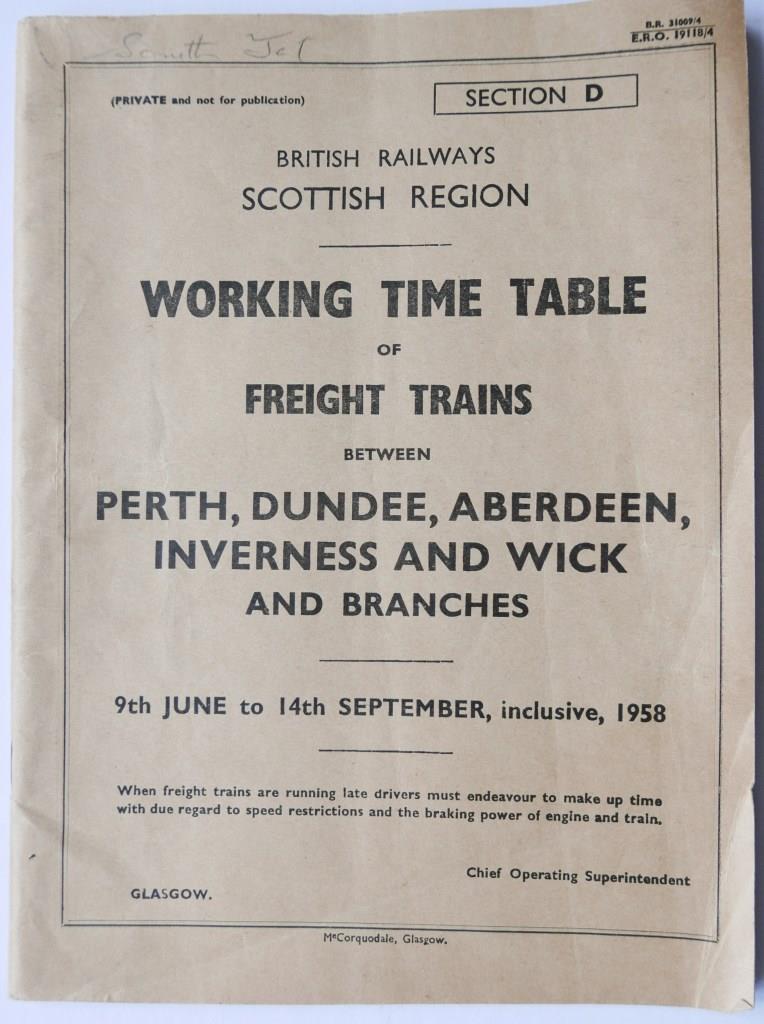 B.R. 31009/4
E.R.O. 19118/4
(PRIVATE and not for publication)
SECTION D
BRITISH RAILWAYS
SCOTTISH REGION
WORKING TIME TABLE
OF
FREIGHT TRAINS
BETWEEN
PERTH, DUNDEE, ABERDEEN,
INVERNESS AND WICK
AND BRANCHES
9th JUNE to 14th SEPTEMBER, inclusive, 1958
When freight trains are running late drivers must endeavour to make up time
with due regard to speed restrictions and the braking power of engine and train.
Chief Operating Superintendent
GLASGOW.
McCorquodale, Glasgow.